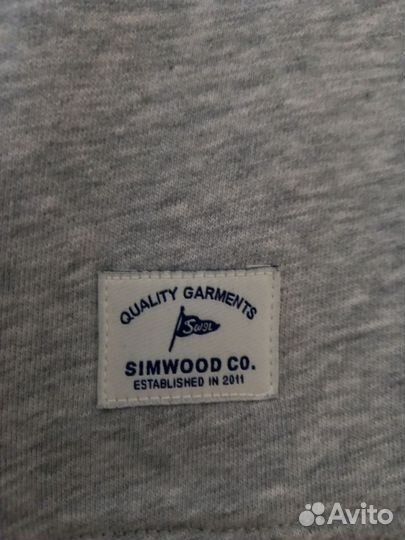 QUALITY GARMENTS
SIMWOOD CO.
ESTABLISHED IN 2011
Avito